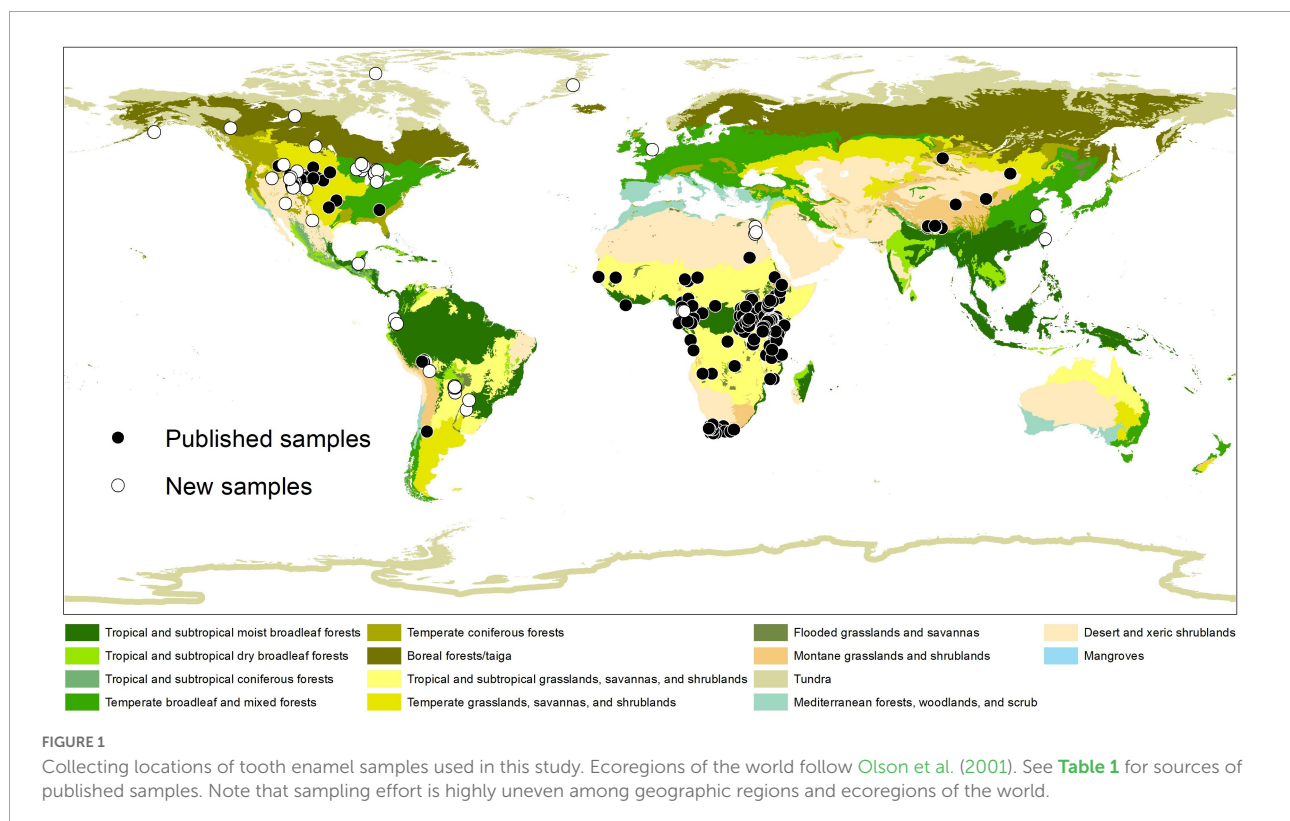 Published samples
New samples
Tropical and subtropical moist broadleaf forests
Tropical and subtropical dry broadleaf forests
Tropical and subtropical coniferous forests
Temperate broadleaf and mixed forests
Temperate coniferous forests
Boreal forests/taiga
Tropical and subtropical grasslands, savannas, and shrublands
Temperate grasslands, savannas, and shrublands
Flooded grasslands and savannas
Montane grasslands and shrublands
Tundra
Mediterranean forests, woodlands, and scrub
Desert and xeric shrublands
Mangroves
FIGURE 1
Collecting locations of tooth enamel samples used in this study. Ecoregions of the world follow Olson et al. (2001). See Table 1 for sources of
published samples. Note that sampling effort is highly uneven among geographic regions and ecoregions of the world.